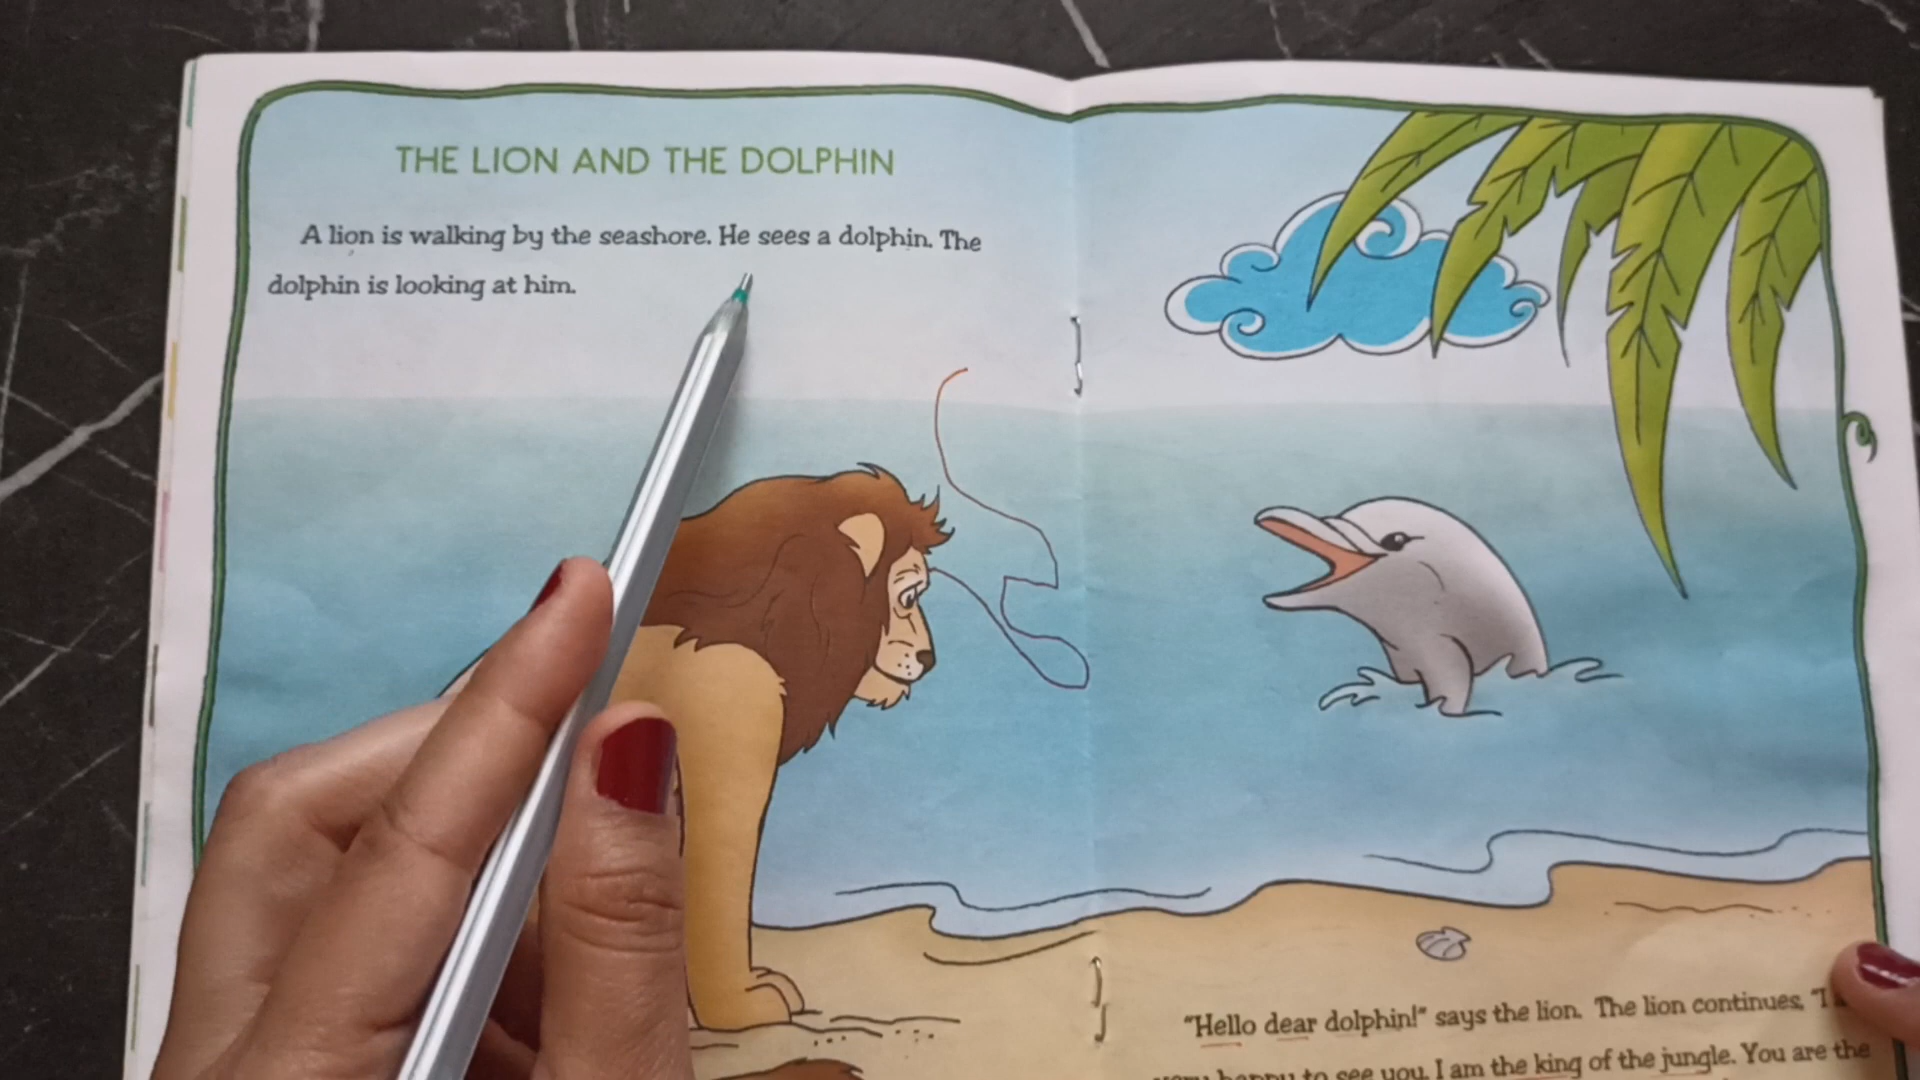 THE LION AND THE DOLPHIN
A lion is walking by the seashore. He sees a dolphin. The
dolphin is looking at him.
"Hello dear dolphin!" says the lion. The lion continues, "I
happy to see you. I am the king of the jungle. You are the